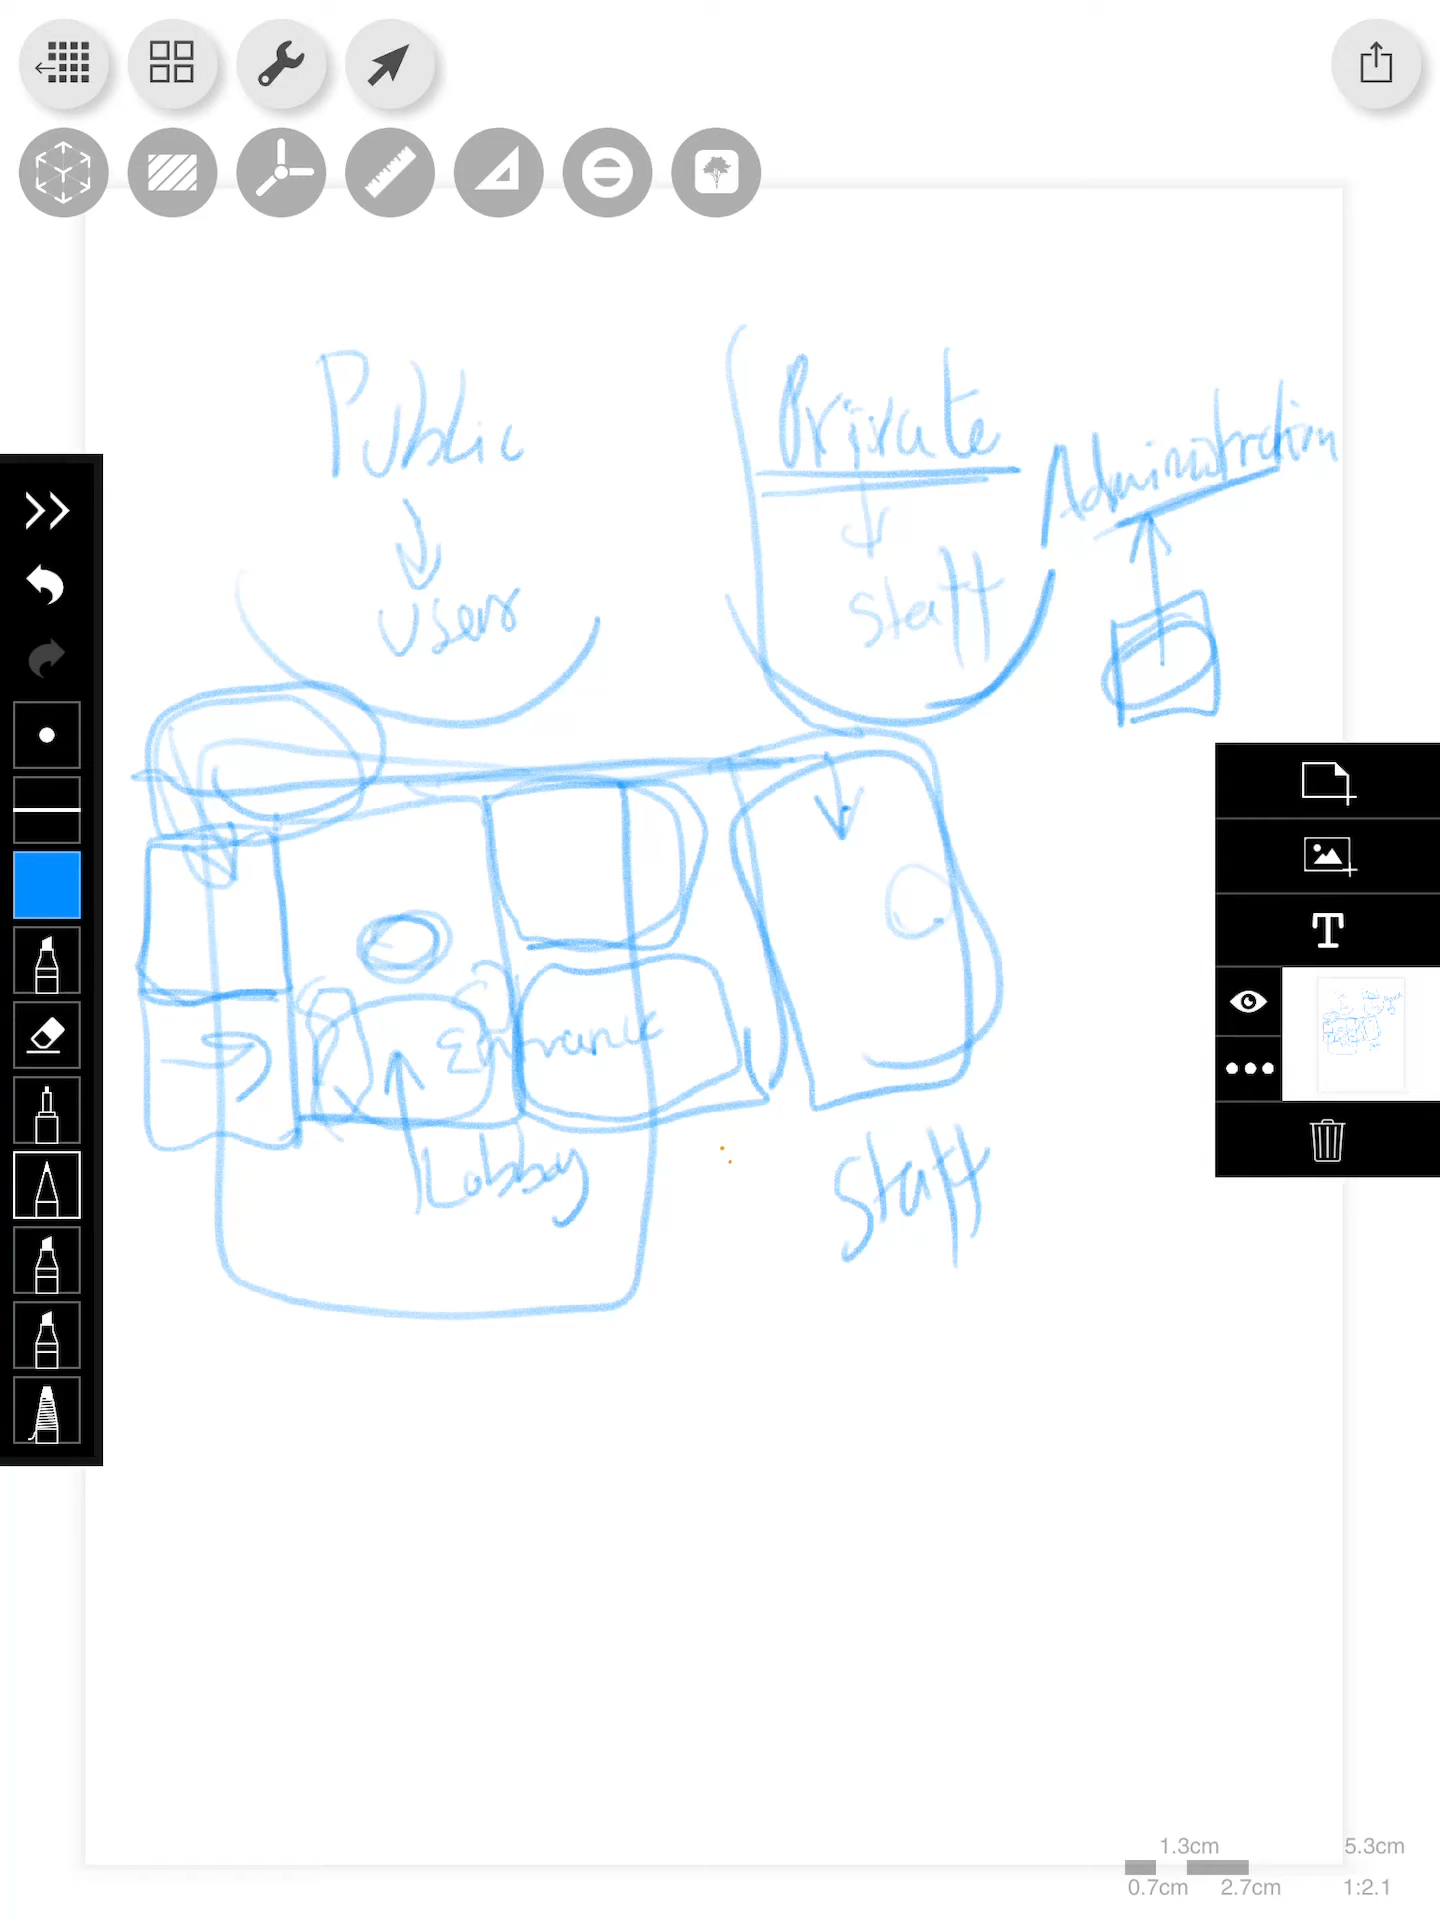 Public
Private
Administration
Users
Staff
Entrance
Lobby
Staff
T
1.3cm
5.3cm
0.7cm
2.7cm
1:2.1